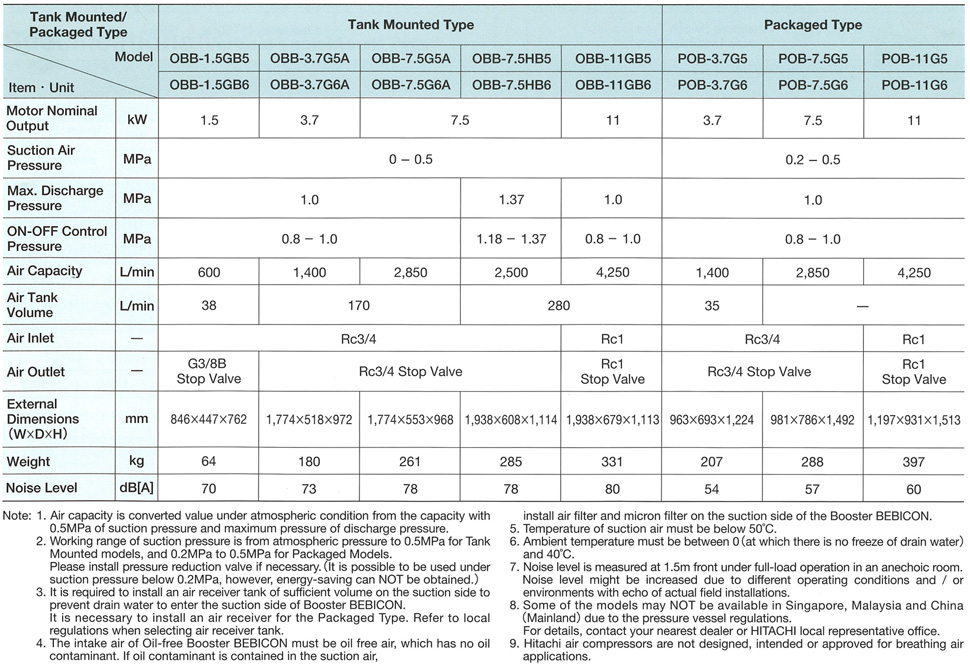 Tank Mounted/ Packaged Type Tank Mounted Type Packaged Type
Model OBB-1.5GB5 OBB-3.7G5A OBB-7.5G5A OBB-7.5HB5 OBB-11GB5 POB-3.7G5 POB-7.5G5 POB-11G5
Item · Unit OBB-1.5GB6 OBB-3.7G6A OBB-7.5G6A OBB-7.5HB6 OBB-11GB6 POB-3.7G6 POB-7.5G6 POB-11G6
Motor Nominal Output kW 1.5 3.7 7.5 11 3.7 7.5 11
Suction Air Pressure MPa 0 – 0.5 0.2 – 0.5
Max. Discharge Pressure MPa 1.0 1.37 1.0 1.0
ON-OFF Control Pressure MPa 0.8 – 1.0 1.18 – 1.37 0.8 – 1.0 0.8 – 1.0
Air Capacity L/min 600 1,400 2,850 2,500 4,250 1,400 2,850 4,250
Air Tank Volume L/min 38 170 280 35 —
Air Inlet — Rc3/4 Rc1 Rc3/4 Rc1
Air Outlet — G3/8B Stop Valve Rc3/4 Stop Valve Rc1 Stop Valve Rc3/4 Stop Valve Rc1 Stop Valve
External Dimensions (W×D×H) mm 846×447×762 1,774×518×972 1,774×553×968 1,938×608×1,114 1,938×679×1,113 963×693×1,224 981×786×1,492 1,197×931×1,513
Weight kg 64 180 261 285 331 207 288 397
Noise Level dB[A] 70 73 78 78 80 54 57 60
Note: 1. Air capacity is converted value under atmospheric condition from the capacity with
0.5MPa of suction pressure and maximum pressure of discharge pressure.
2. Working range of suction pressure is from atmospheric pressure to 0.5MPa for Tank
Mounted models, and 0.2MPa to 0.5MPa for Packaged Models.
Please install pressure reduction valve if necessary. (It is possible to be used under
suction pressure below 0.2MPa, however, energy-saving can NOT be obtained.)
3. It is required to install an air receiver tank of sufficient volume on the suction side to
prevent drain water to enter the suction side of Booster BEBICON.
It is necessary to install an air receiver for the Packaged Type. Refer to local
regulations when selecting air receiver tank.
4. The intake air of Oil-free Booster BEBICON must be oil free air, which has no oil
contaminant. If oil contaminant is contained in the suction air,
install air filter and micron filter on the suction side of the Booster BEBICON.
5. Temperature of suction air must be below 50℃.
6. Ambient temperature must be between 0 (at which there is no freeze of drain water)
and 40℃.
7. Noise level is measured at 1.5m front under full-load operation in an anechoic room.
Noise level might be increased due to different operating conditions and / or
environments with echo of actual field installations.
8. Some of the models may NOT be available in Singapore, Malaysia and China
(Mainland) due to the pressure vessel regulations.
For details, contact your nearest dealer or HITACHI local representative office.
9. Hitachi air compressors are not designed, intended or approved for breathing air
applications.